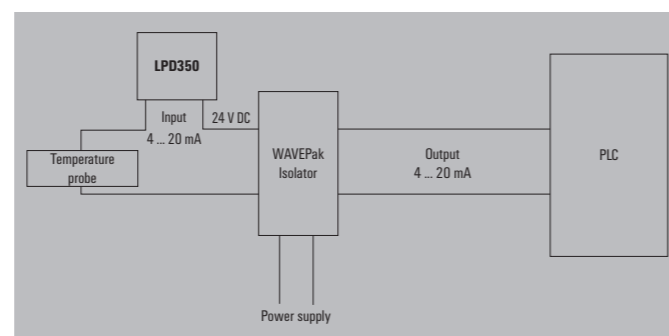 LPD350
Input
4 ... 20 mA
24 V DC
Temperature
probe
WAVEPak
Isolator
Output
4 ... 20 mA
PLC
Power supply